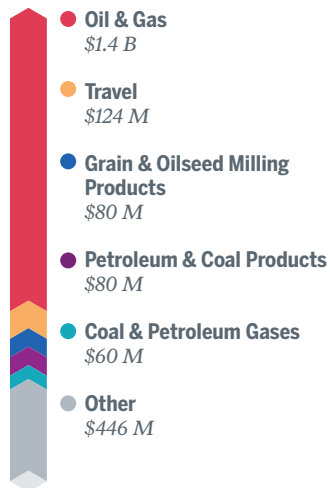 Oil & Gas
$1.4 B
Travel
$124 M
Grain & Oilseed Milling
Products
$80 M
Petroleum & Coal Products
$80 M
Coal & Petroleum Gases
$60 M
Other
$446 M